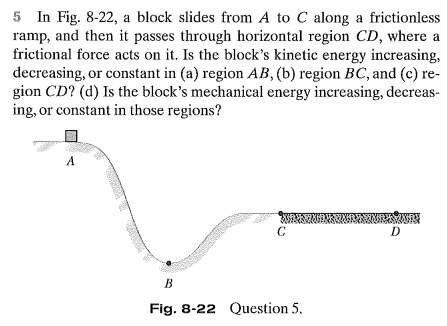 5 In Fig. 8-22, a block slides from A to C along a frictionless
ramp, and then it passes through horizontal region CD, where a
frictional force acts on it. Is the block's kinetic energy increasing,
decreasing, or constant in (a) region AB, (b) region BC, and (c) re-
gion CD? (d) Is the block's mechanical energy increasing, decreas-
ing, or constant in those regions?
A
C D
B
Fig. 8-22 Question 5.